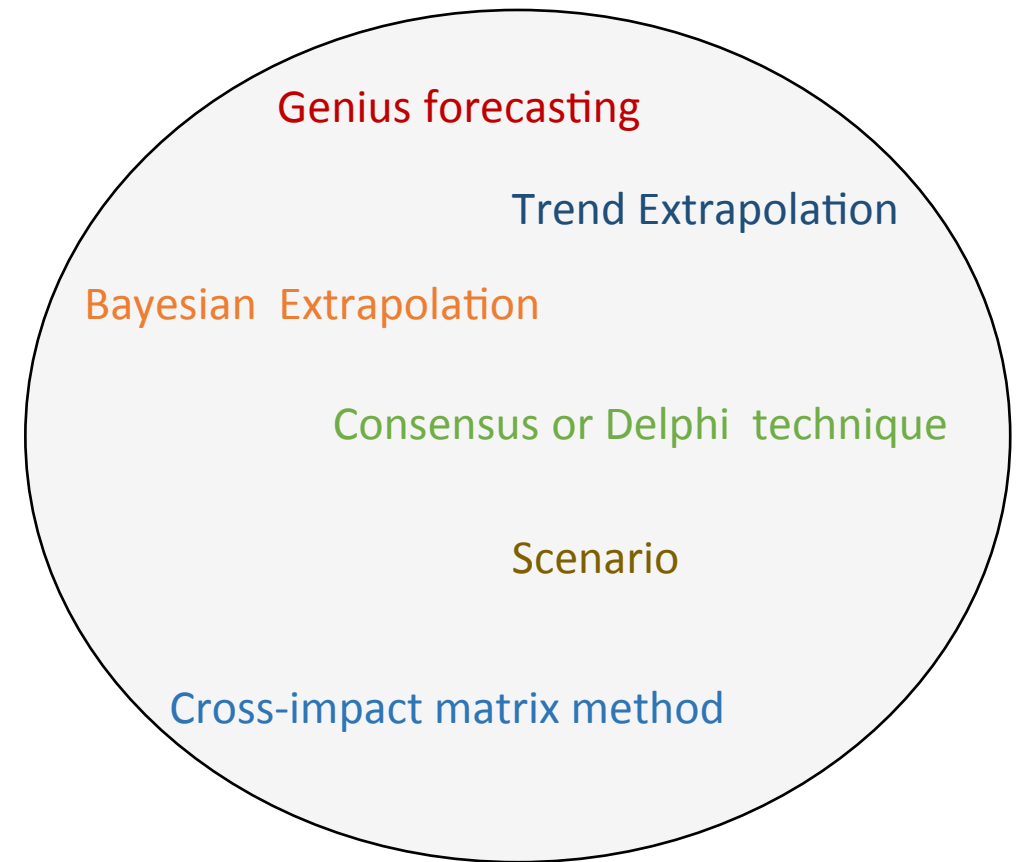 Genius forecasting
Trend Extrapolation
Bayesian  Extrapolation
Consensus or Delphi  technique
Scenario
Cross-impact matrix method